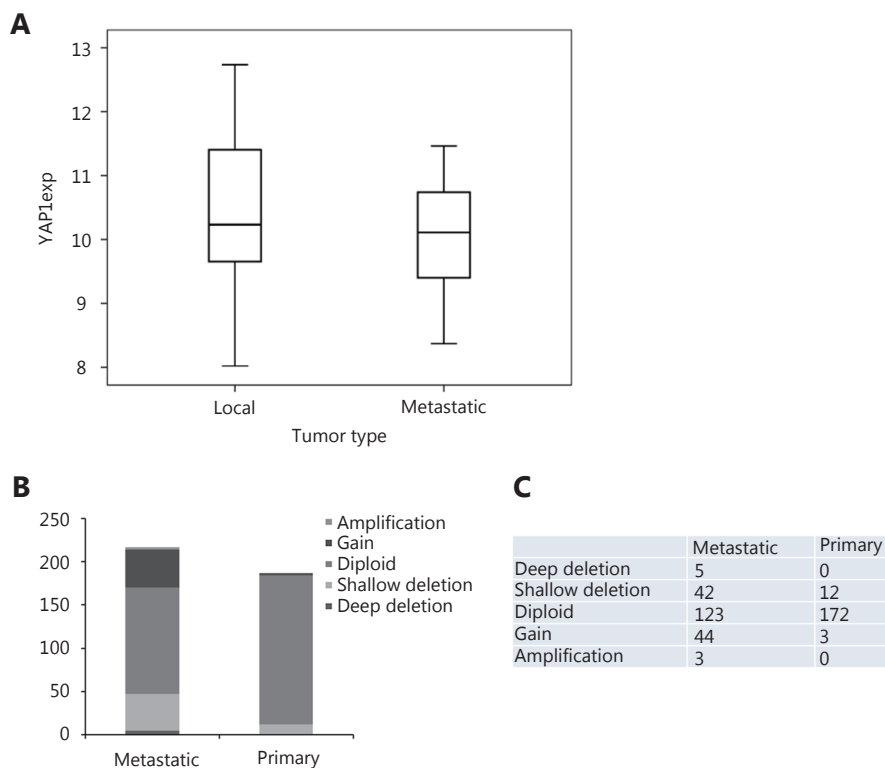 A
13
12
11
10
9
8
YAP1exp
Local Metastatic
Tumor type
B
250
200
150
100
50
0
Metastatic Primary
Amplification
Gain
Diploid
Shallow deletion
Deep deletion
C
Metastatic Primary
Deep deletion 5 0
Shallow deletion 42 12
Diploid 123 172
Gain 44 3
Amplification 3 0